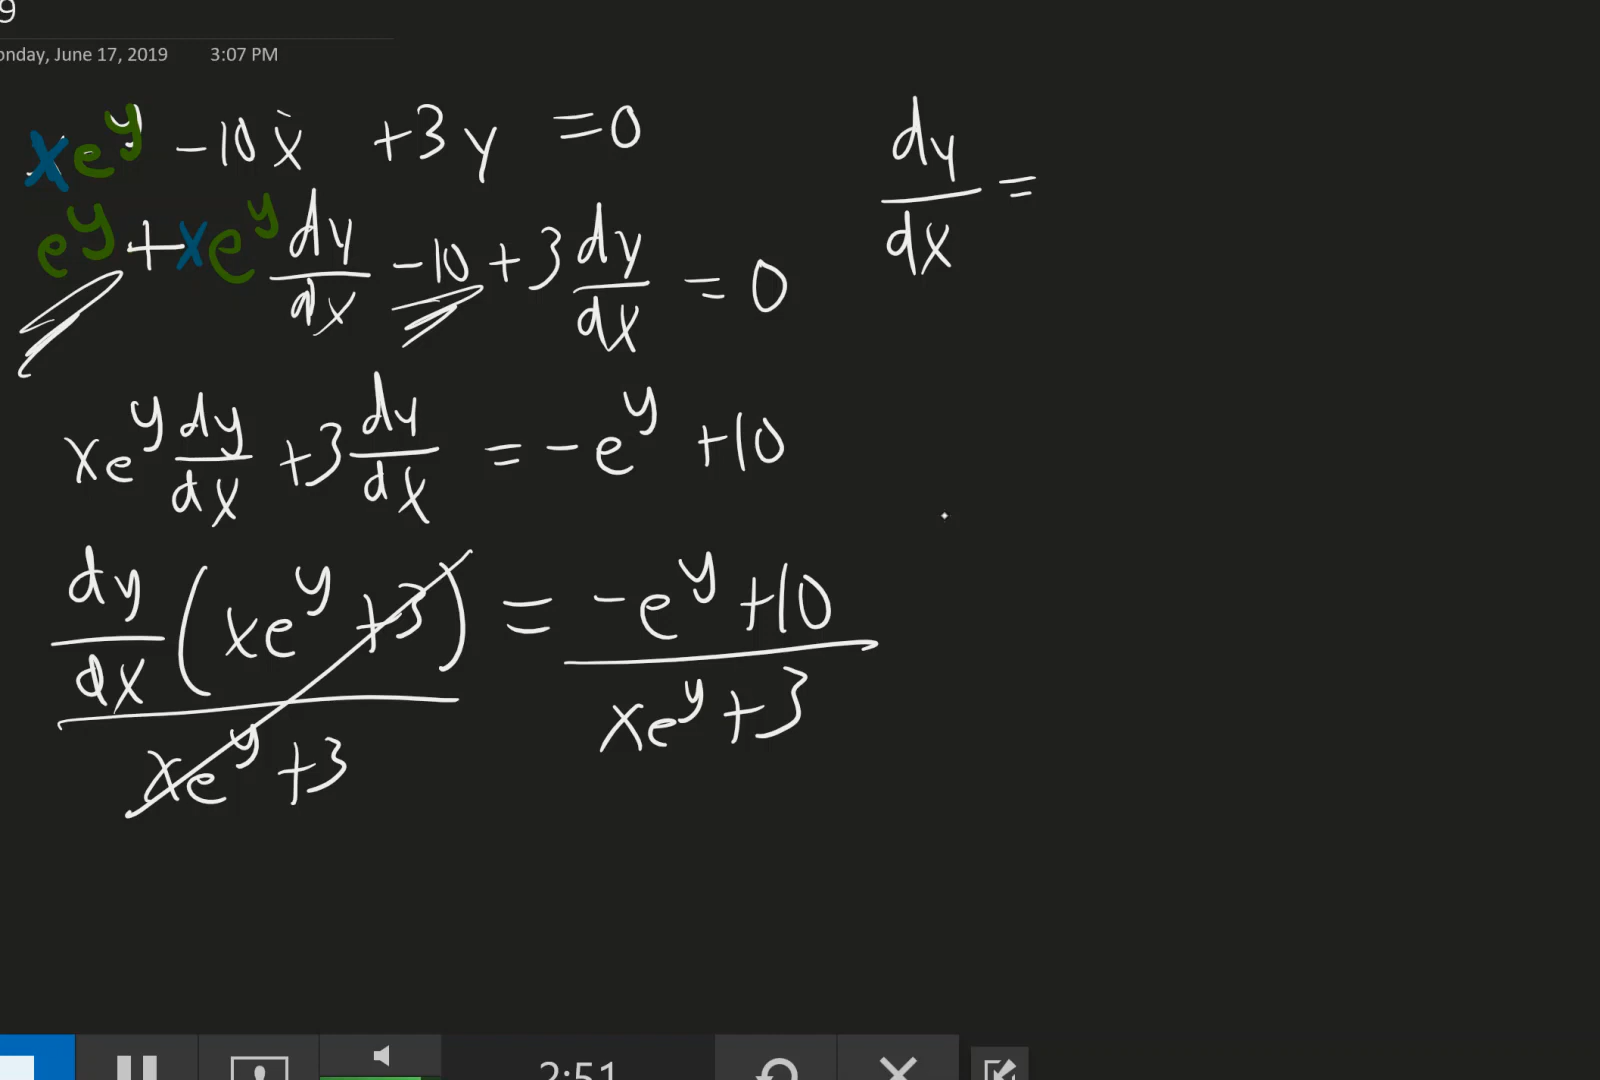 9
onday, June 17, 2019 3:07 PM
xe^y -10x +3y =0
e^y + xe^y dy/dx -10 + 3 dy/dx = 0
xe^y dy/dx +3 dy/dx = -e^y +10
dy/dx (xe^y +3) / xe^y +3 = -e^y +10 / xe^y +3
dy/dx =
2:51